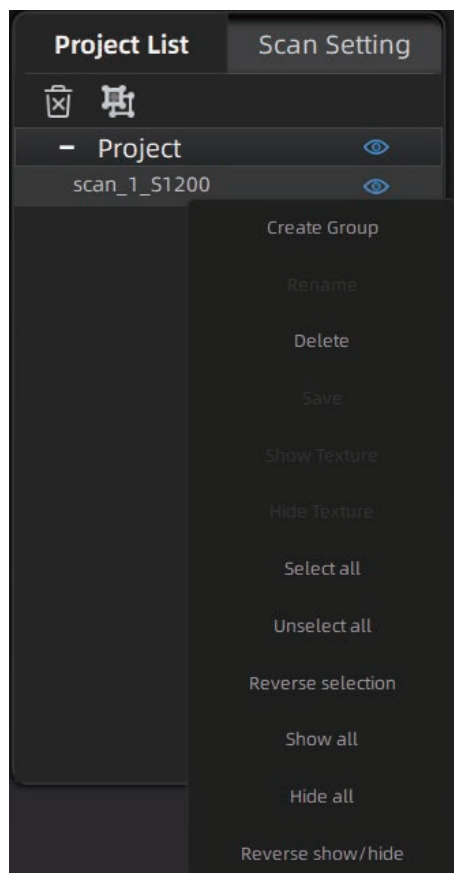 Project List Scan Setting
Project
scan_1_S1200
Create Group
Rename
Delete
Save
Show Texture
Hide Texture
Select all
Unselect all
Reverse selection
Show all
Hide all
Reverse show/hide